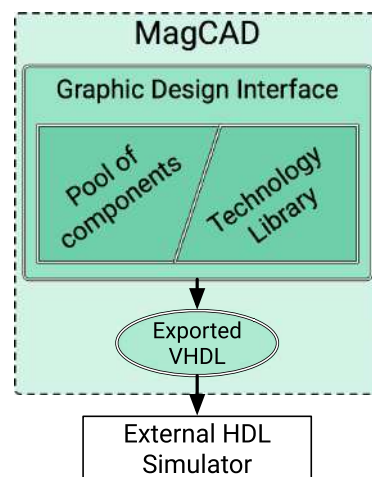 MagCAD
Graphic Design Interface
Pool of
components
Technology
Library
Exported
VHDL
External HDL
Simulator